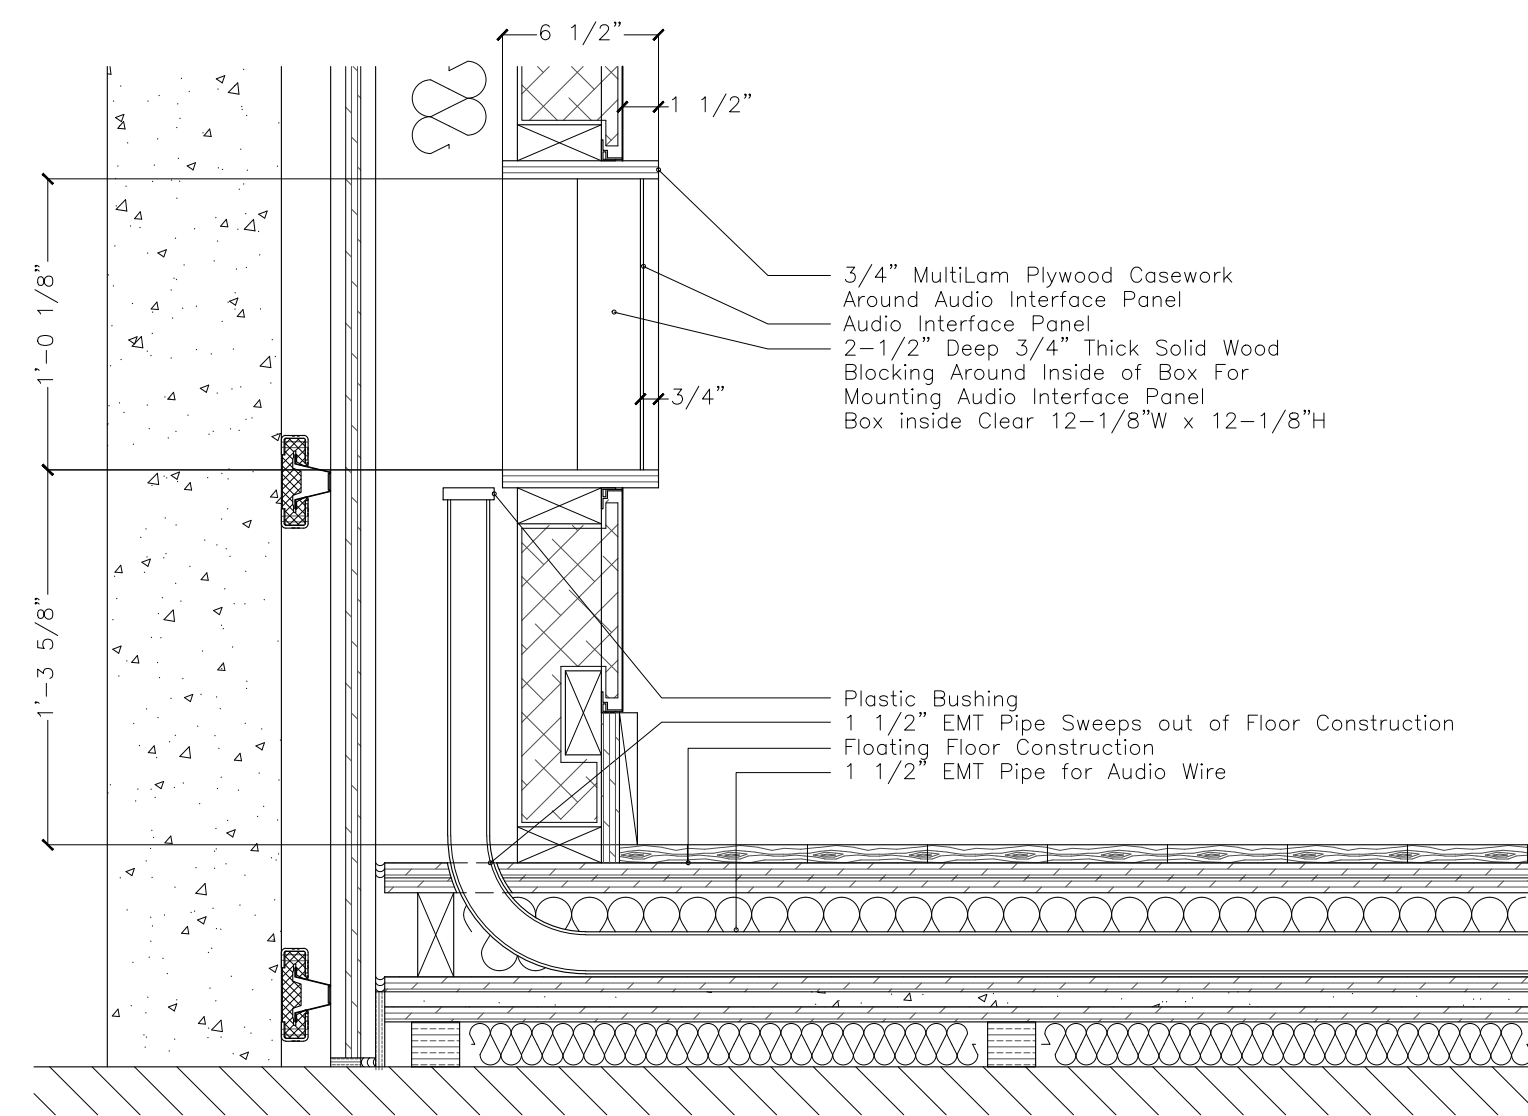 6 1/2”
1 1/2”
1’-0 1/8”
3/4” MultiLam Plywood Casework
Around Audio Interface Panel
Audio Interface Panel
2-1/2” Deep 3/4” Thick Solid Wood
Blocking Around Inside of Box For
Mounting Audio Interface Panel
Box inside Clear 12-1/8”W x 12-1/8”H
3/4”
1’-3 5/8”
Plastic Bushing
1 1/2” EMT Pipe Sweeps out of Floor Construction
Floating Floor Construction
1 1/2” EMT Pipe for Audio Wire